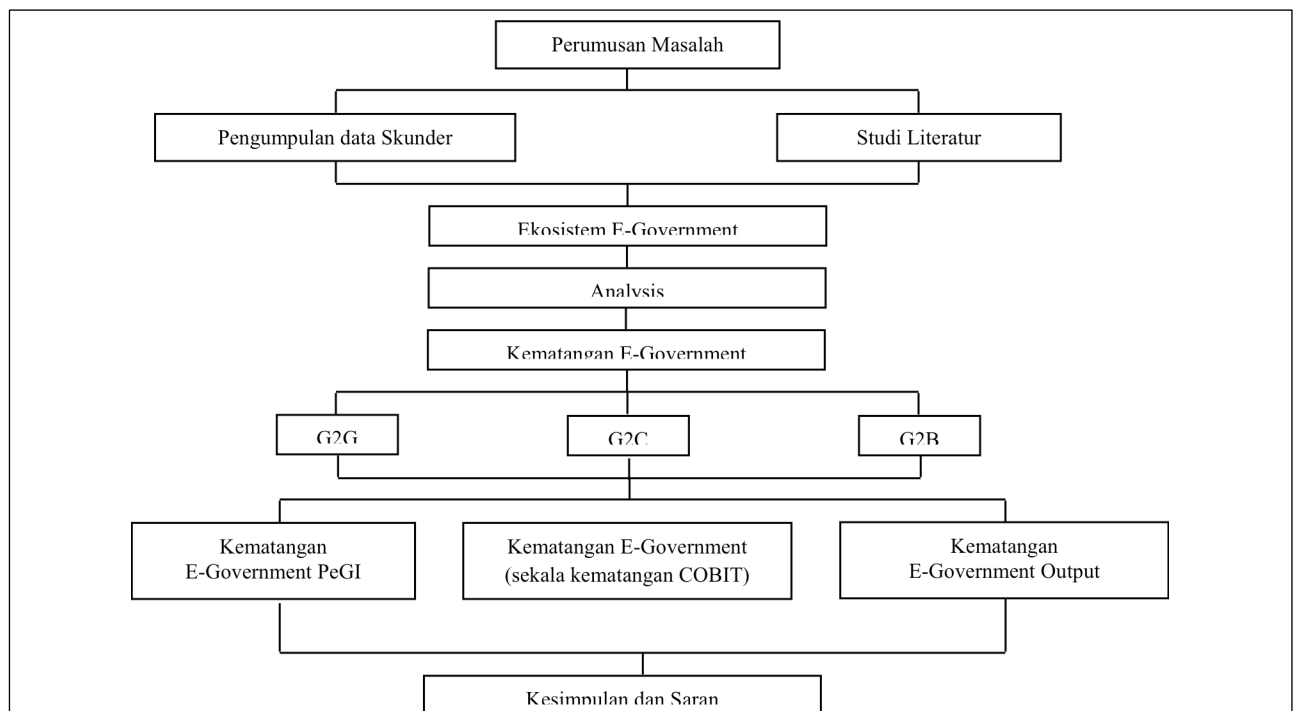 Perumusan Masalah
Pengumpulan data Skunder
Studi Literatur
Ekosistem E-Government
Analysis
Kematangan E-Government
G2G
G2C
G2B
Kematangan
E-Government PeGI
Kematangan E-Government
(sekala kematangan COBIT)
Kematangan
E-Government Output
Kesimpulan dan Saran